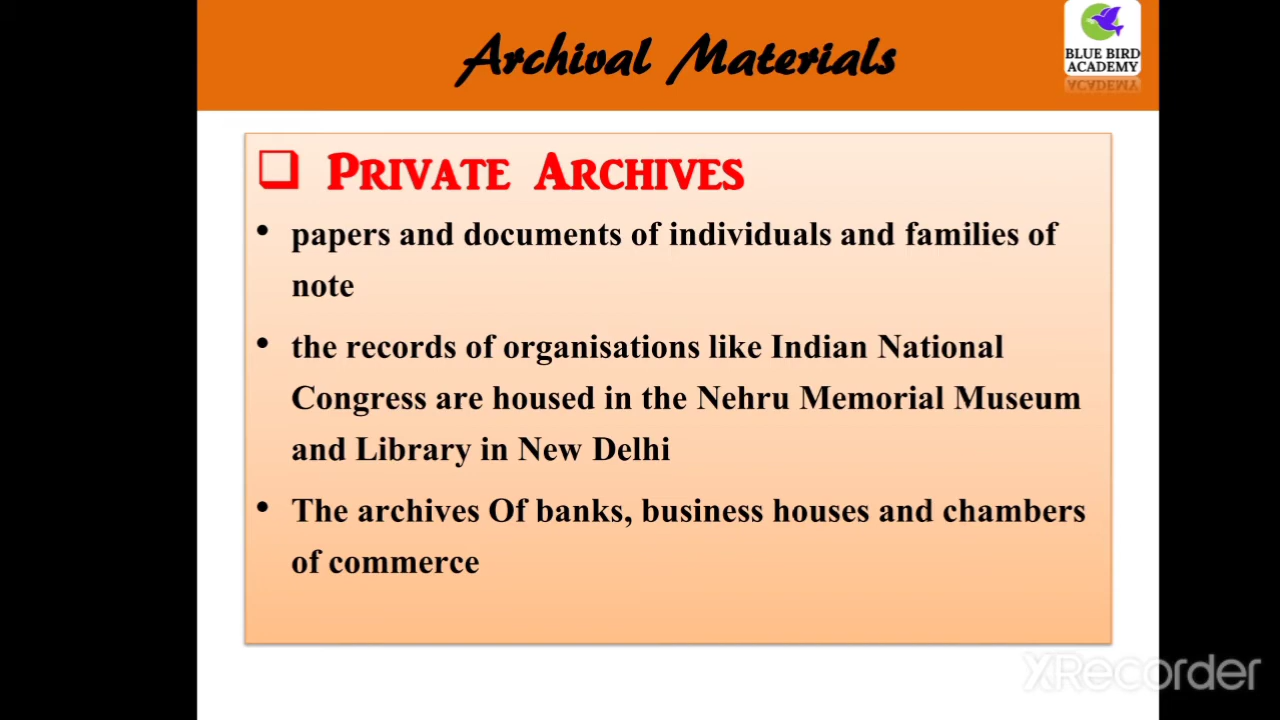 Archival Materials
BLUE BIRD
ACADEMY
❑ PRIVATE ARCHIVES
• papers and documents of individuals and families of
note
• the records of organisations like Indian National
Congress are housed in the Nehru Memorial Museum
and Library in New Delhi
• The archives Of banks, business houses and chambers
of commerce
XRecorder